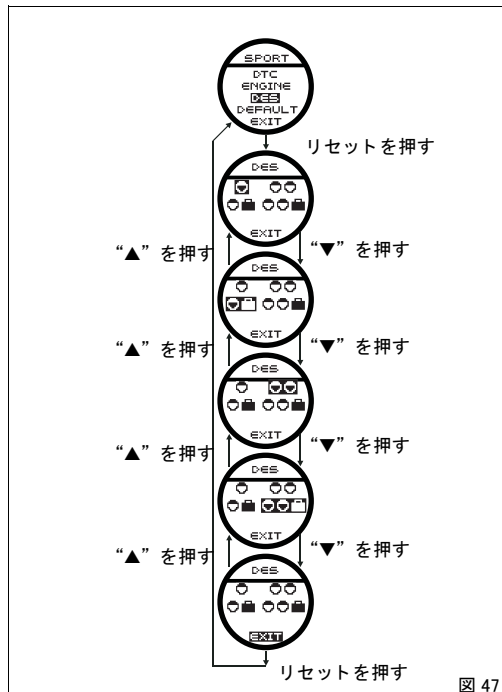 SPORT
DTC
ENGINE
DES
DEFAULT
EXIT
リセットを押す
DES
EXIT
“▲” を押す
“▼” を押す
DES
EXIT
“▲” を押す
“▼” を押す
DES
EXIT
“▲” を押す
“▼” を押す
DES
EXIT
“▲” を押す
“▼” を押す
DES
EXIT
リセットを押す
図 47